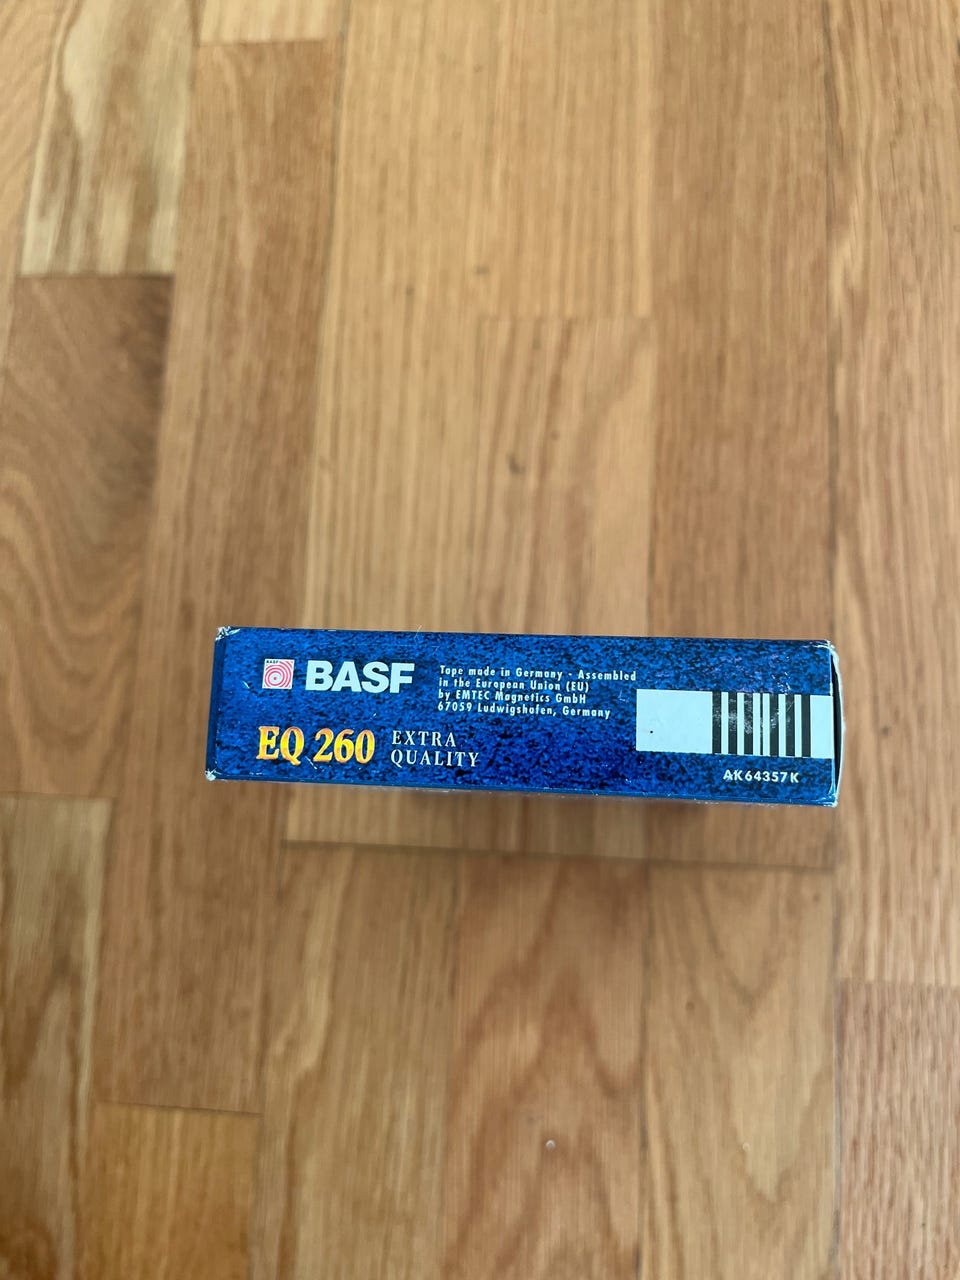 BASF
BASF
Tape made in Germany - Assembled
in the European Union (EU)
by EMTEC Magnetics GmbH
67059 Ludwigshafen, Germany
EQ 260
EXTRA
QUALITY
AK64357K